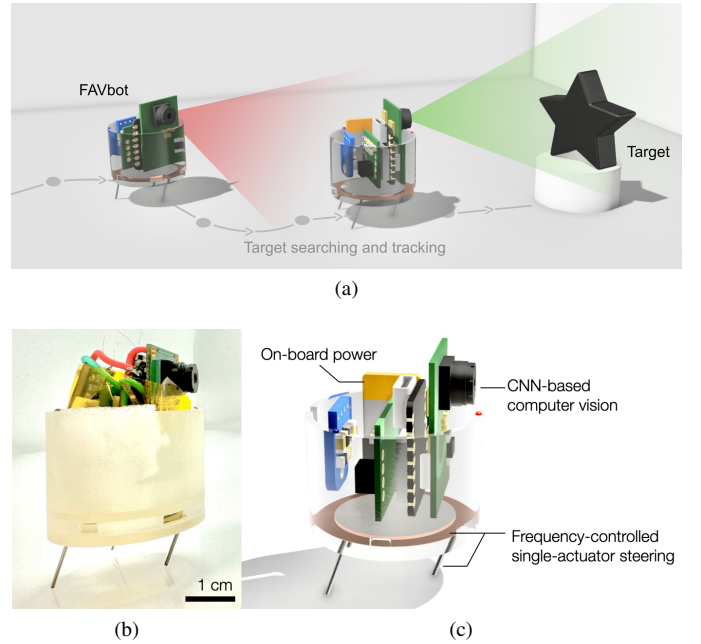 FAVbot
Target
Target searching and tracking
(a)
On-board power
CNN-based
computer vision
Frequency-controlled
single-actuator steering
1 cm
(b)
(c)